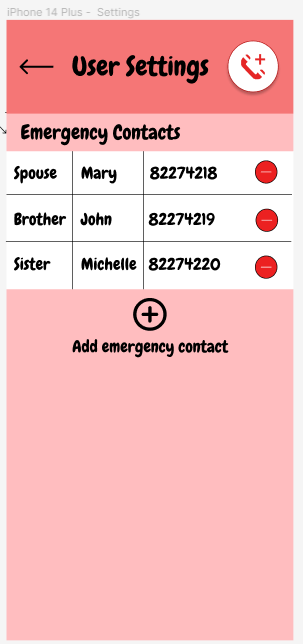 iPhone 14 Plus - Settings
User Settings
Emergency Contacts
Spouse Mary 82274218
Brother John 82274219
Sister Michelle 82274220
Add emergency contact